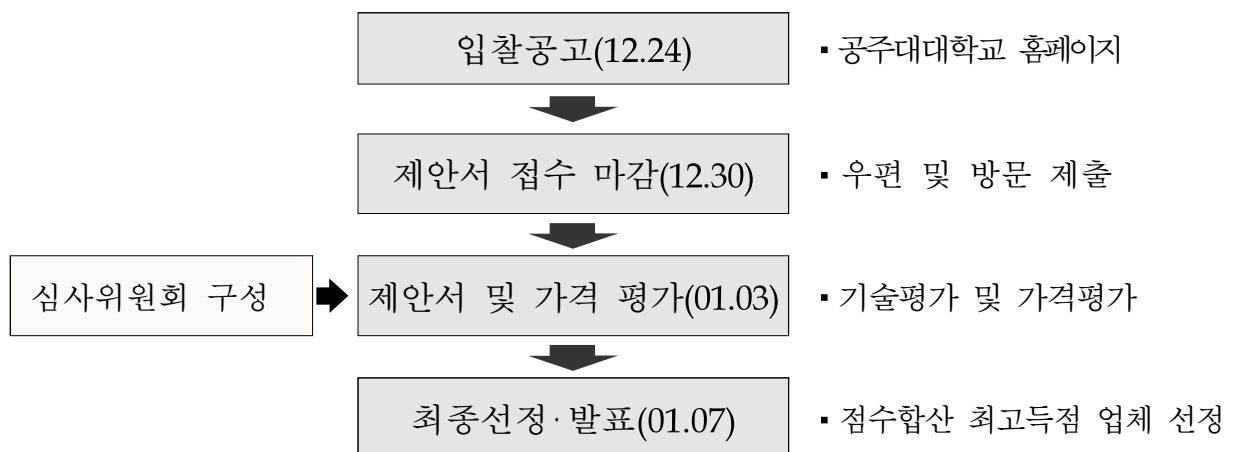 입찰공고(12.24) ▪ 공주대대학교 홈페이지
제안서 접수 마감(12.30) ▪ 우편 및 방문 제출
심사위원회 구성 제안서 및 가격 평가(01.03) ▪ 기술평가 및 가격평가
최종선정·발표(01.07) ▪ 점수합산 최고득점 업체 선정